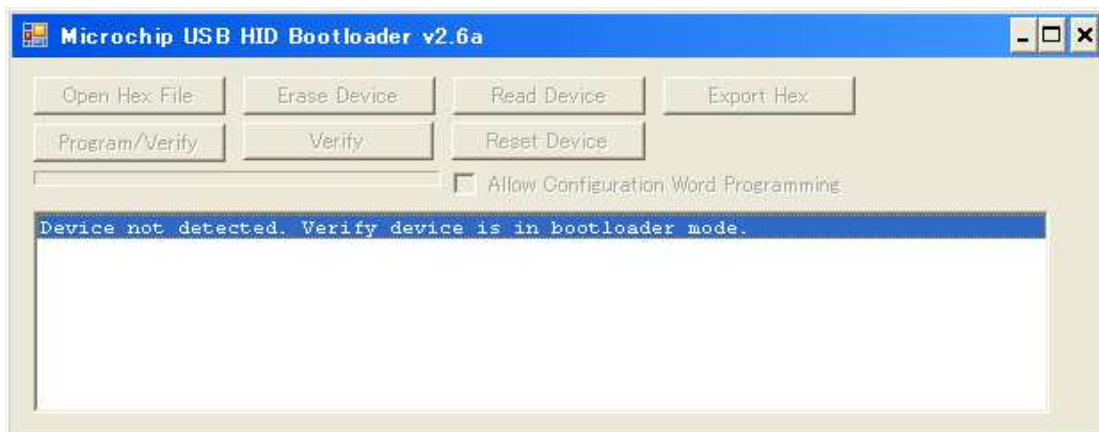 Microchip USB HID Bootloader v2.6a
Open Hex File Erase Device Read Device Export Hex
Program/Verify Verify Reset Device
Allow Configuration Word Programming
Device not detected. Verify device is in bootloader mode.